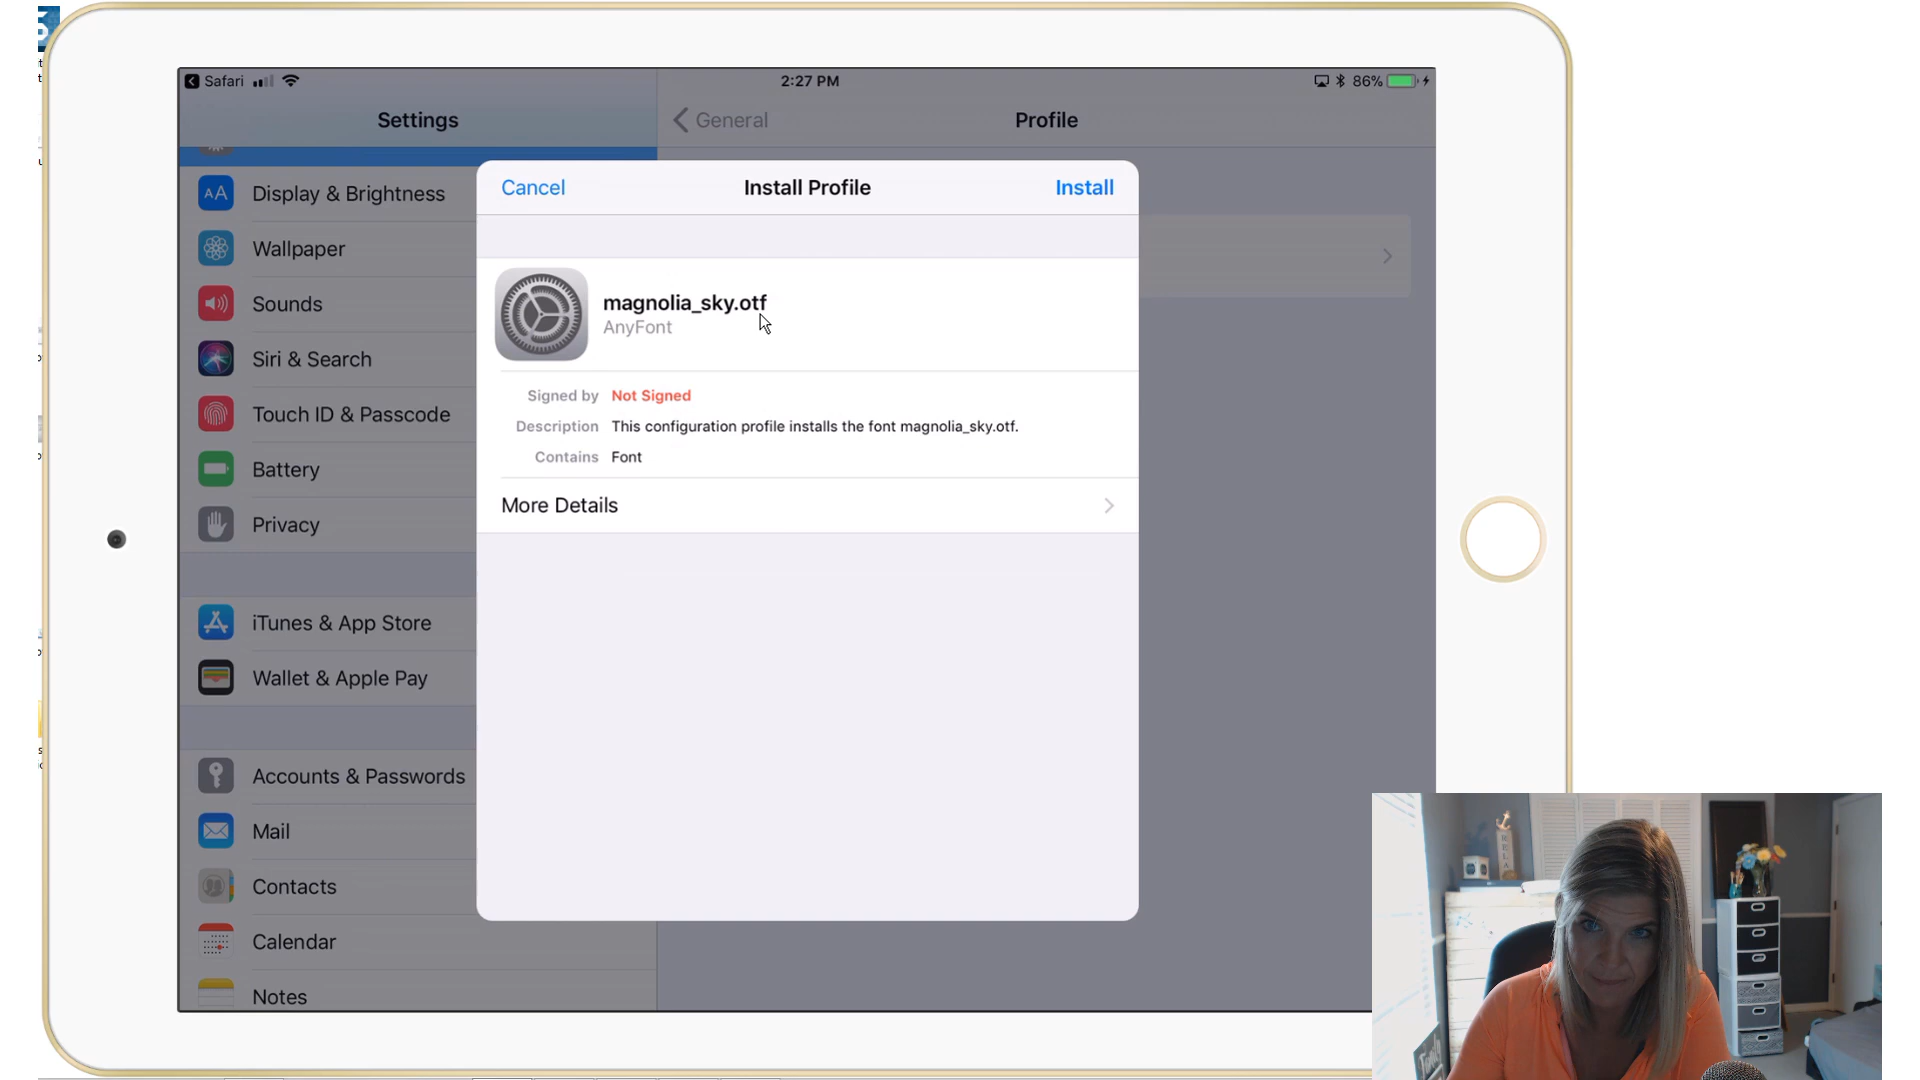 Safari
2:27 PM
86%
Settings
General
Profile
Cancel
Install Profile
Install
Display & Brightness
Wallpaper
Sounds
Siri & Search
Touch ID & Passcode
Battery
Privacy
iTunes & App Store
Wallet & Apple Pay
Accounts & Passwords
Mail
Contacts
Calendar
Notes
AA
magnolia_sky.otf
AnyFont
Signed by Not Signed
Description This configuration profile installs the font magnolia_sky.otf.
Contains Font
More Details
RELA